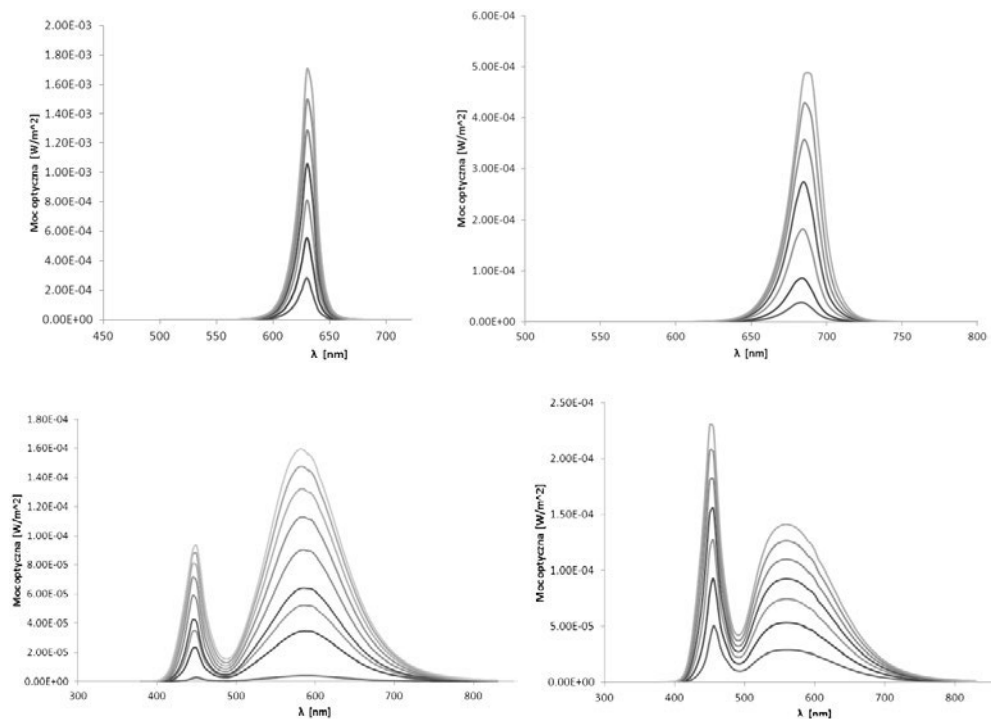 2.00E-03
1.80E-03
1.60E-03
1.40E-03
1.20E-03
1.00E-03
8.00E-04
6.00E-04
4.00E-04
2.00E-04
0.00E+00
Moc optyczna [W/m^2]
450 500 550 600 650 700
λ [nm]
6.00E-04
5.00E-04
4.00E-04
3.00E-04
2.00E-04
1.00E-04
0.00E+00
Moc optyczna [W/m^2]
500 550 600 650 700 750 800
λ [nm]
1.80E-04
1.60E-04
1.40E-04
1.20E-04
1.00E-04
8.00E-05
6.00E-05
4.00E-05
2.00E-05
0.00E+00
Moc optyczna [W/m^2]
300 400 500 600 700 800
λ [nm]
2.50E-04
2.00E-04
1.50E-04
1.00E-04
5.00E-05
0.00E+00
Moc optyczna [W/m^2]
300 400 500 600 700 800
λ [nm]